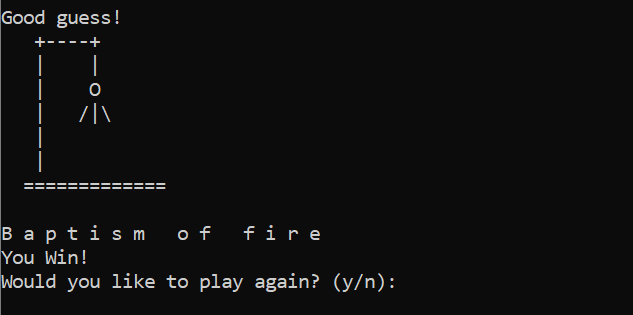 Good guess!
   +----+
   |    |
   |    O
   |   /|\
   |
   |
  =============

B a p t i s m   o f   f i r e
You Win!
Would you like to play again? (y/n):